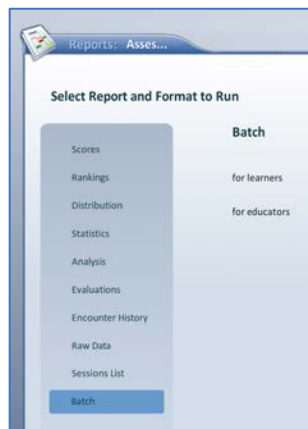 Reports: Asses...
Select Report and Format to Run
Scores
Rankings
Distribution
Statistics
Analysis
Evaluations
Encounter History
Raw Data
Sessions List
Batch
Batch
for learners
for educators